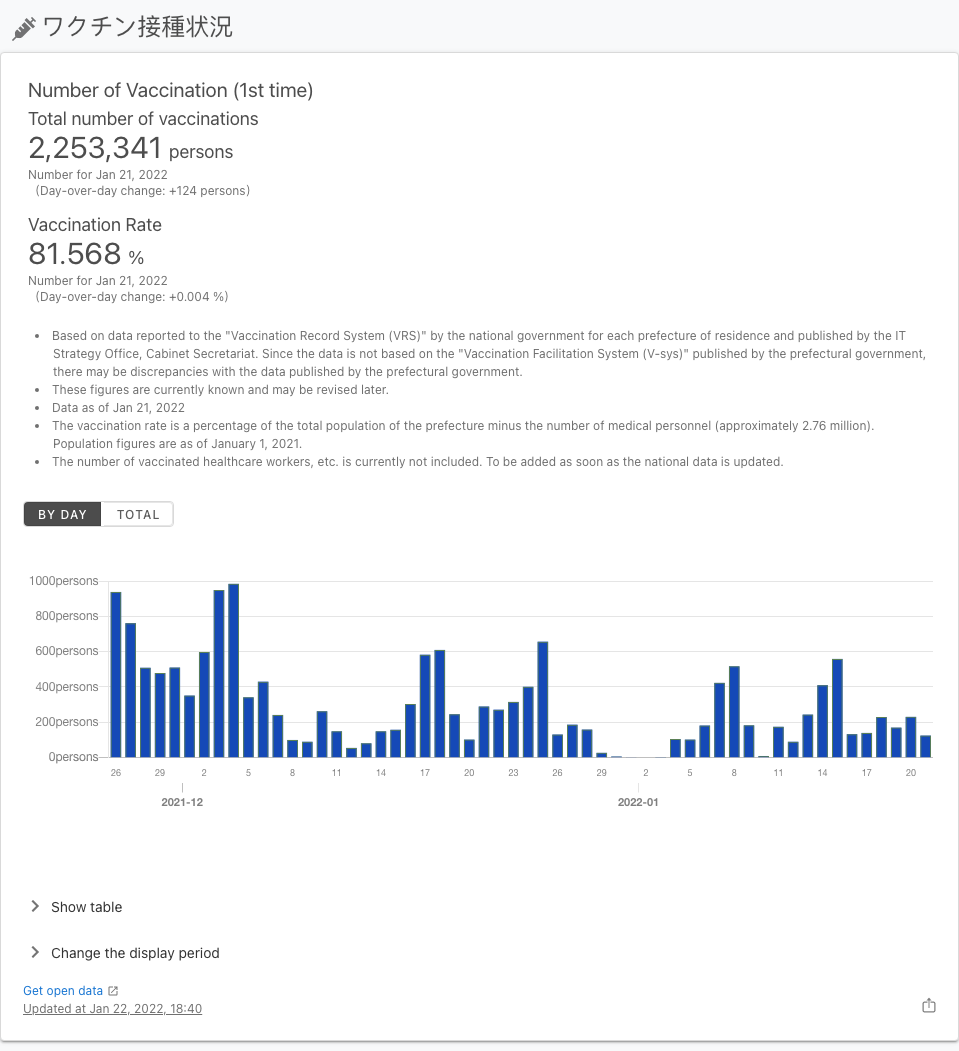 ワクチン接種状況
Number of Vaccination (1st time)
Total number of vaccinations
2,253,341 persons
Number for Jan 21, 2022
(Day-over-day change: +124 persons)
Vaccination Rate
81.568 %
Number for Jan 21, 2022
(Day-over-day change: +0.004 %)
• Based on data reported to the "Vaccination Record System (VRS)" by the national government for each prefecture of residence and published by the IT
Strategy Office, Cabinet Secretariat. Since the data is not based on the "Vaccination Facilitation System (V-sys)" published by the prefectural government,
there may be discrepancies with the data published by the prefectural government.
• These figures are currently known and may be revised later.
• Data as of Jan 21, 2022
• The vaccination rate is a percentage of the total population of the prefecture minus the number of medical personnel (approximately 2.76 million).
Population figures are as of January 1, 2021.
• The number of vaccinated healthcare workers, etc. is currently not included. To be added as soon as the national data is updated.
BY DAY TOTAL
1000persons
800persons
600persons
400persons
200persons
0persons
26 29 2 5 8 11 14 17 20 23 26 29 2 5 8 11 14 17 20
2021-12 2022-01
Show table
Change the display period
Get open data
Updated at Jan 22, 2022, 18:40